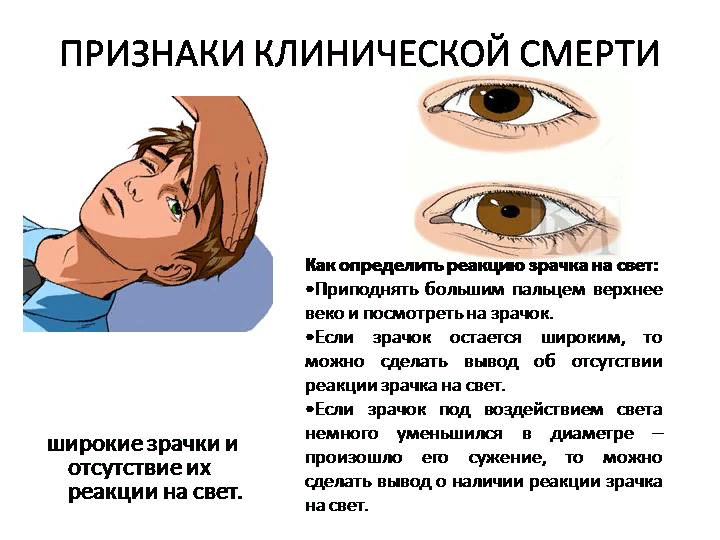 ПРИЗНАКИ КЛИНИЧЕСКОЙ СМЕРТИ
Как определить реакцию зрачка на свет:
•Приподнять большим пальцем верхнее
веко и посмотреть на зрачок.
•Если зрачок остается широким, то
можно сделать вывод об отсутствии
реакции зрачка на свет.
•Если зрачок под воздействием света
немного уменьшился в диаметре –
произошло его сужение, то можно
сделать вывод о наличии реакции зрачка
на свет.
широкие зрачки и
отсутствие их
реакции на свет.